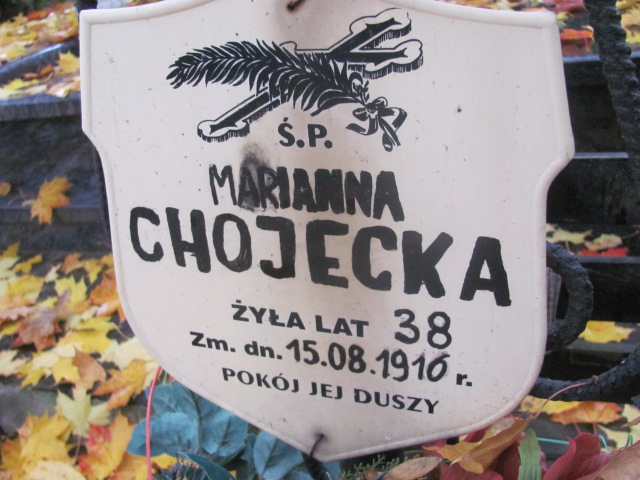 Ś.P.
MARIANNA
CHOJECKA
ŻYŁA LAT 38
Zm. dn. 15.08.1916 r.
POKÓJ JEJ DUSZY